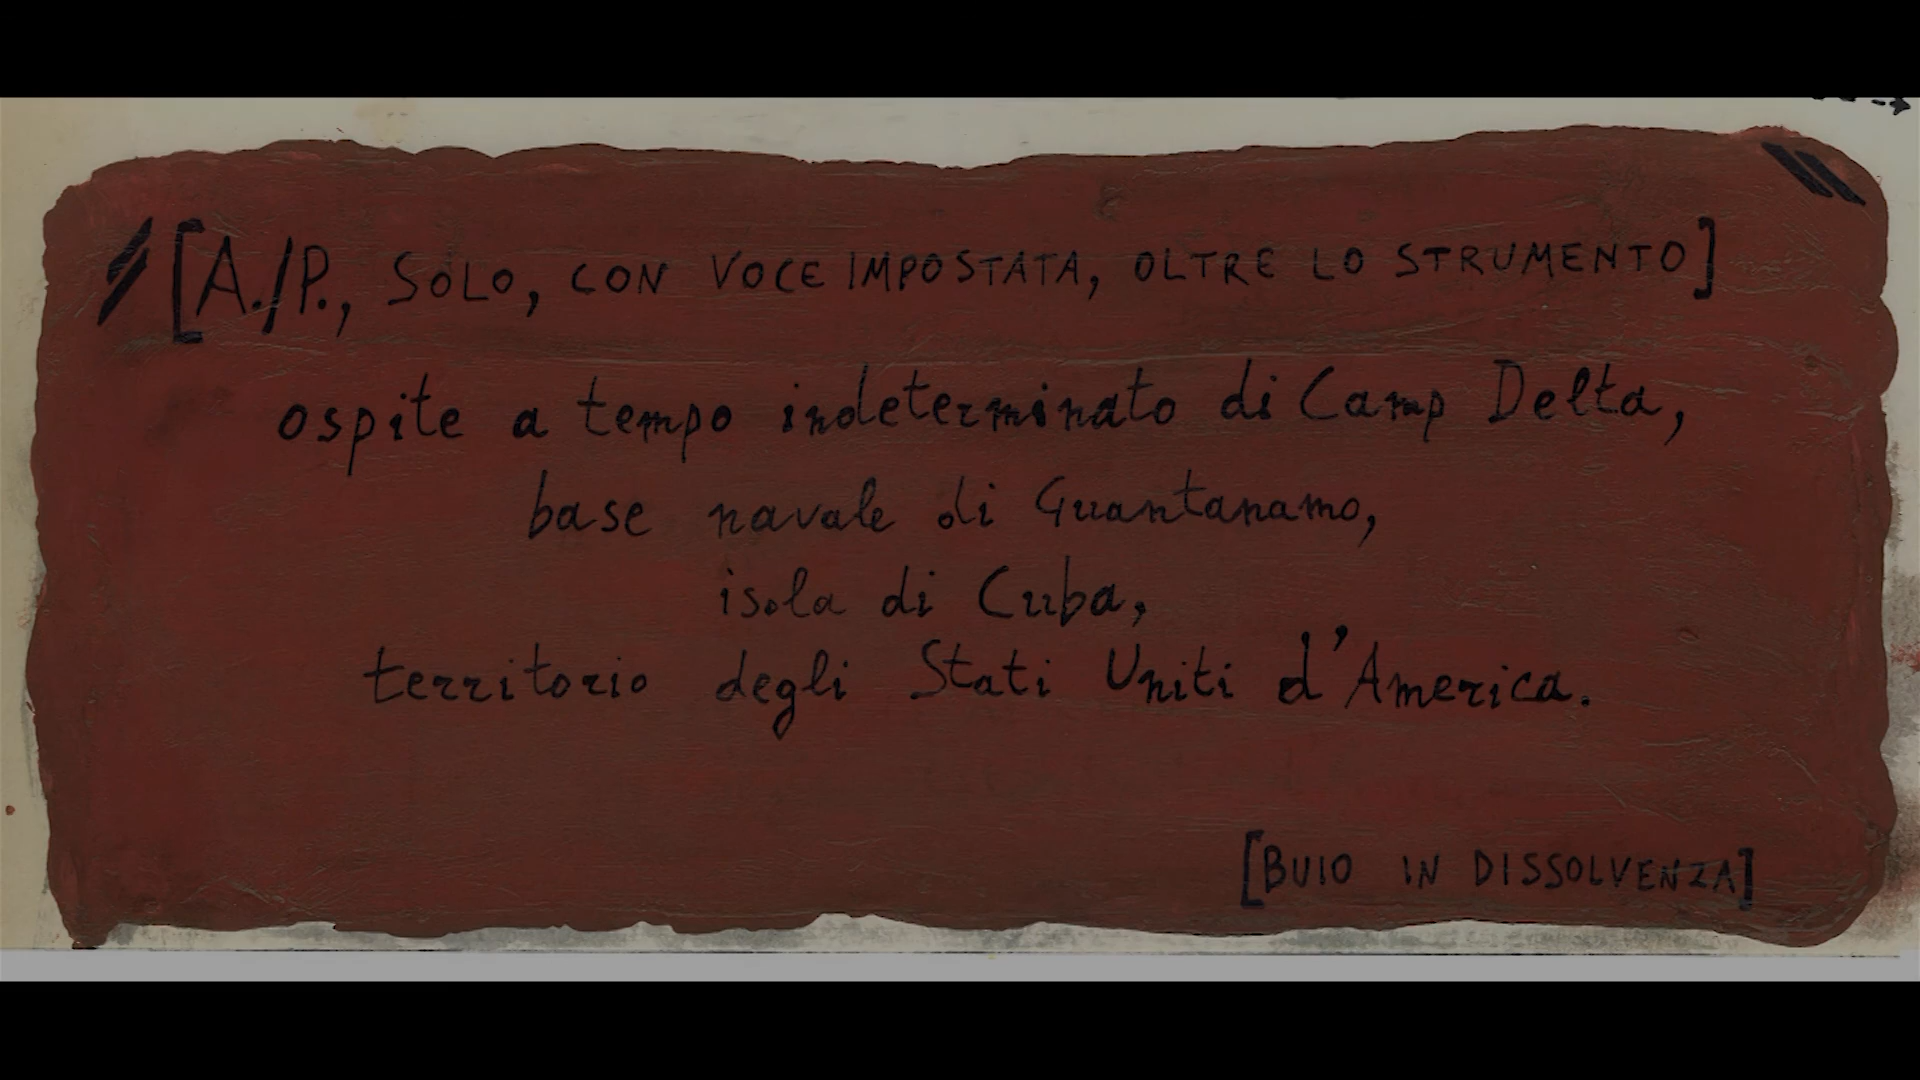 [A./P., SOLO, CON VOCE IMPOSTATA, OLTRE LO STRUMENTO]
ospite a tempo indeterminato di Camp Delta,
base navale di Guantanamo,
isola di Cuba,
territorio degli Stati Uniti d'America.
[BUIO IN DISSOLVENZA]